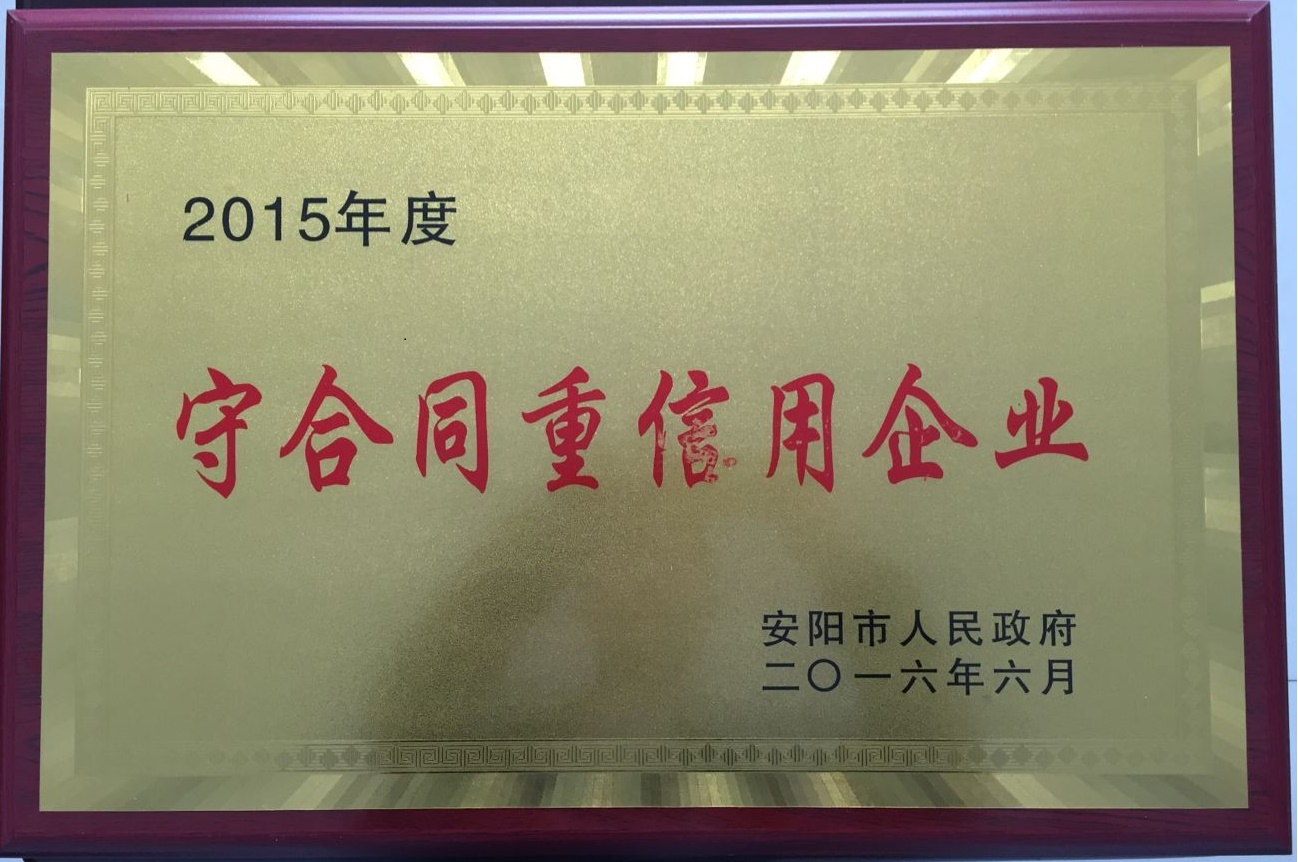 2015年度
守合同重信用企业
安阳市人民政府
二〇一六年六月